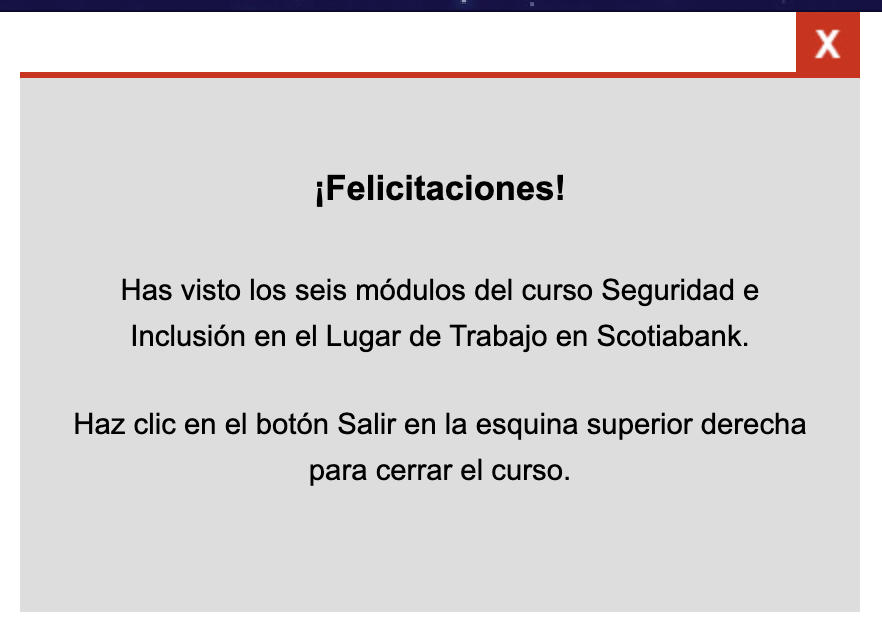 X
¡Felicitaciones!
Has visto los seis módulos del curso Seguridad e
Inclusión en el Lugar de Trabajo en Scotiabank.
Haz clic en el botón Salir en la esquina superior derecha
para cerrar el curso.